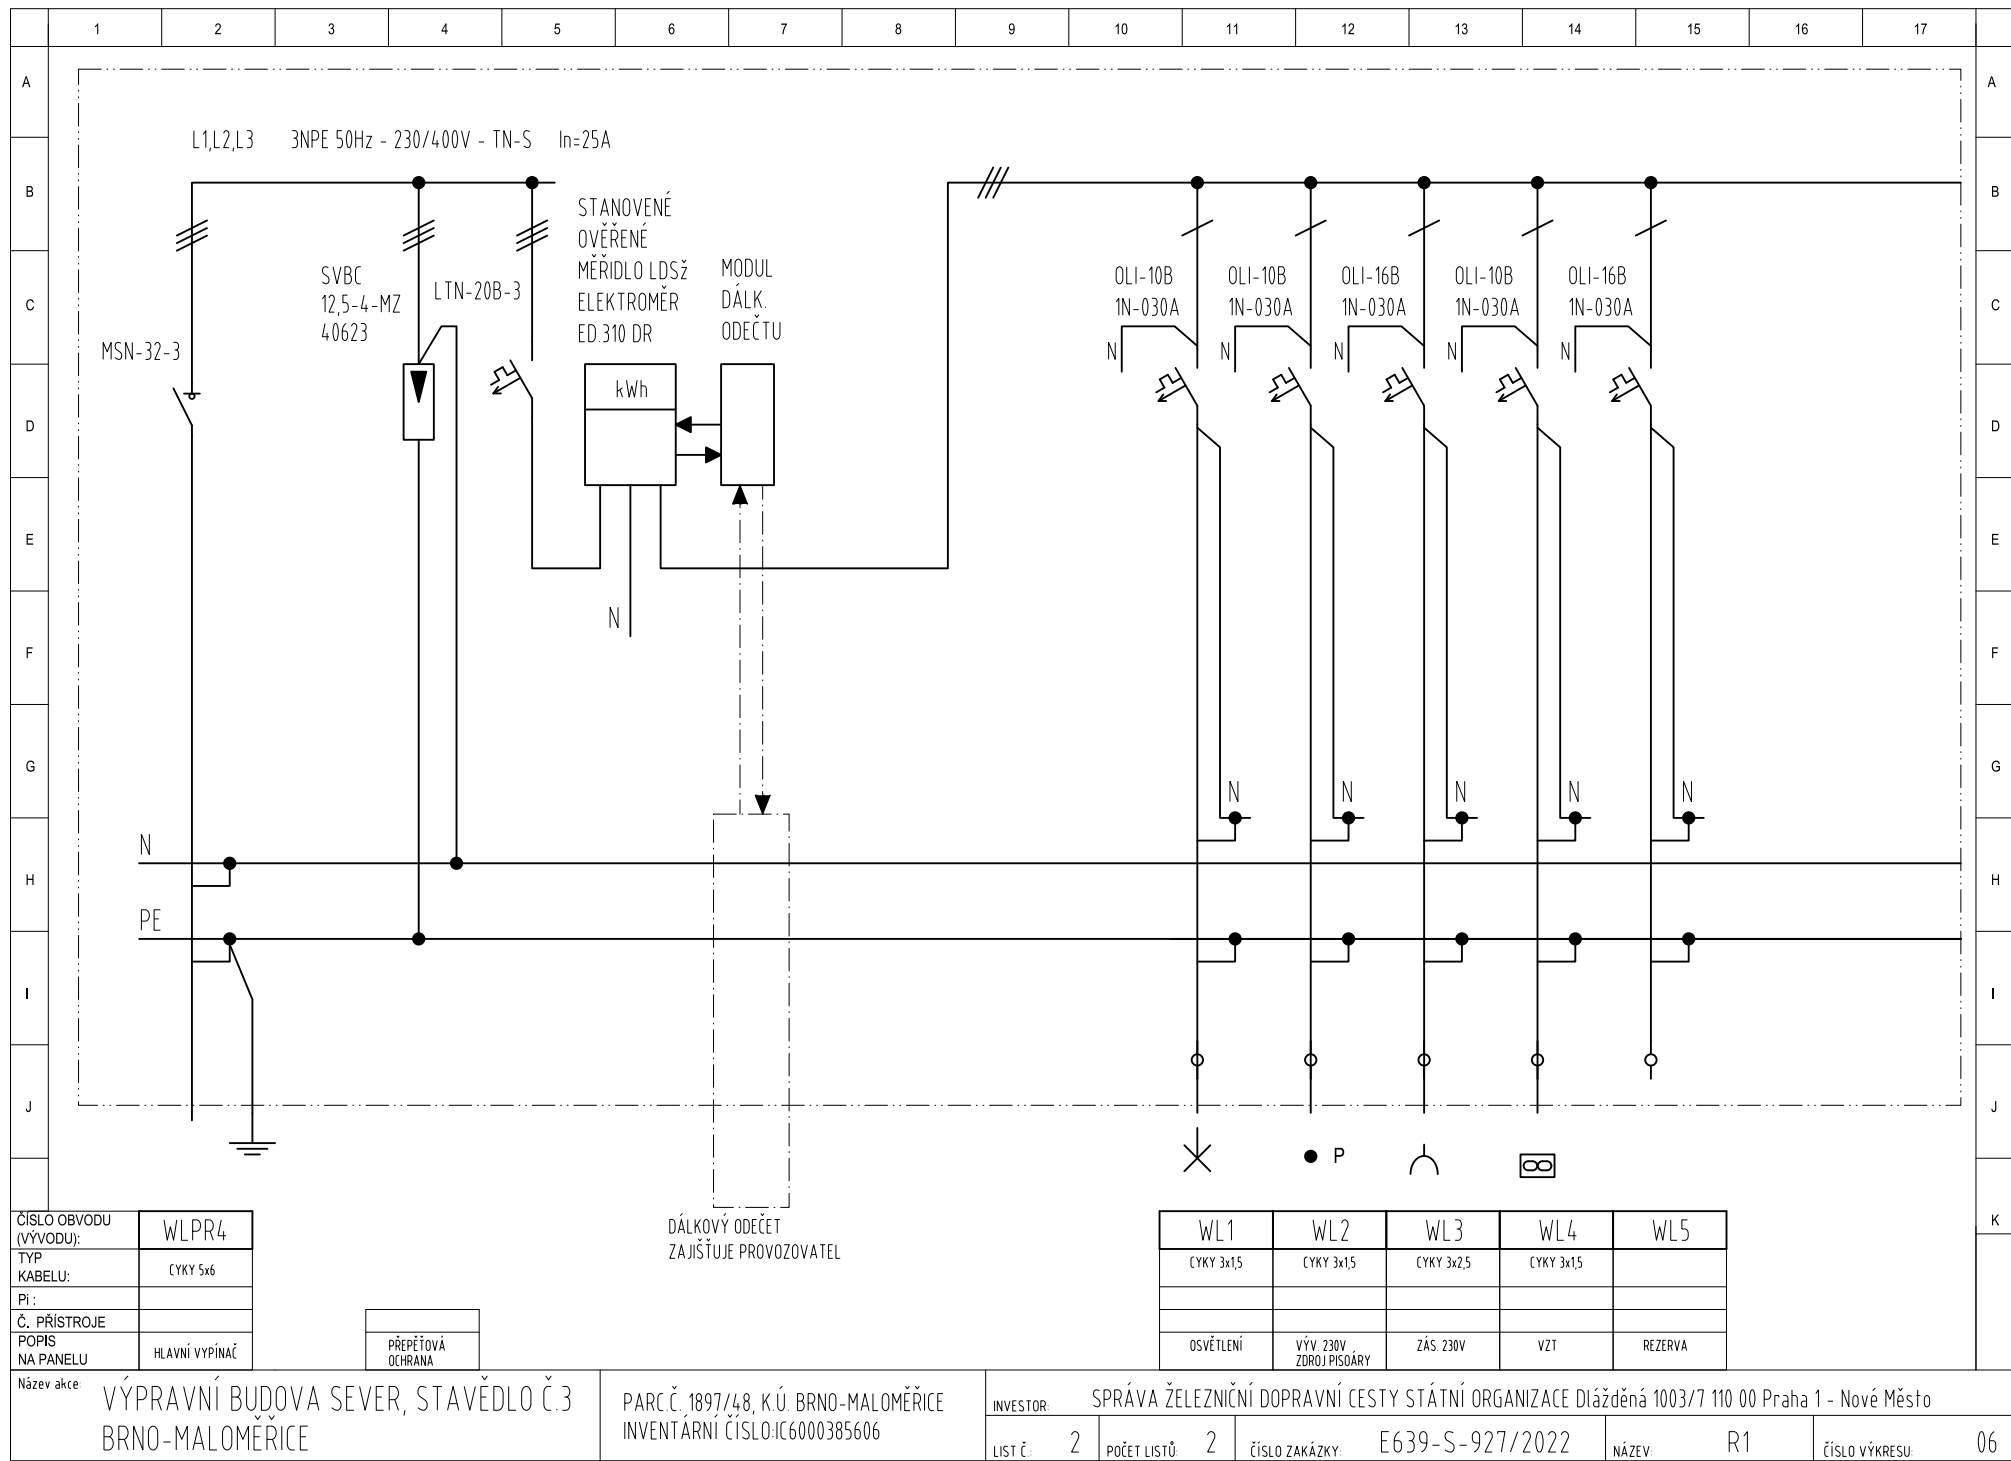 1 2 3 4 5 6 7 8 9 10 11 12 13 14 15 16 17
A A
B B
C C
D D
E E
F F
G G
H H
I I
J J
K
L1,L2,L3 3NPE 50Hz - 230/400V - TN-S In=25A
MSN-32-3
SVBC
12,5-4-MZ
40623
LTN-20B-3
STANOVENÉ
OVĚŘENÉ
MĚŘIDLO LDSž
ELEKTROMĚR
ED.310 DR
kWh
MODUL
DÁLK.
ODEČTU
N
OLI-10B
1N-030A
N
OLI-10B
1N-030A
N
OLI-16B
1N-030A
N
OLI-10B
1N-030A
N
OLI-16B
1N-030A
N
N N N N N
N
PE
P
DÁLKOVÝ ODEČET
ZAJIŠŤUJE PROVOZOVATEL
ČÍSLO OBVODU
(VÝVODU):
WLPR4
TYP
KABELU:
CYKY 5x6
Pi :
Č. PŘÍSTROJE
POPIS
NA PANELU
HLAVNÍ VYPÍNAČ
PŘEPĚŤOVÁ
OCHRANA
WL1 WL2 WL3 WL4 WL5
CYKY 3x1,5 CYKY 3x1,5 CYKY 3x2,5 CYKY 3x1,5
OSVĚTLENÍ
VÝV. 230V
ZDROJ PISOÁRY
ZÁS. 230V
VZT
REZERVA
Název akce:
VÝPRAVNÍ BUDOVA SEVER, STAVĚDLO Č.3
BRNO-MALOMĚŘICE
PARC.Č. 1897/48, K.Ú. BRNO-MALOMĚŘICE
INVENTÁRNÍ ČÍSLO:IC6000385606
INVESTOR: SPRÁVA ŽELEZNIČNÍ DOPRAVNÍ CESTY STÁTNÍ ORGANIZACE Dlážděná 1003/7 110 00 Praha 1 - Nové Město
LIST Č.: 2 POČET LISTŮ: 2 ČÍSLO ZAKÁZKY: E639-S-927/2022 NÁZEV: R1 ČÍSLO VÝKRESU: 06